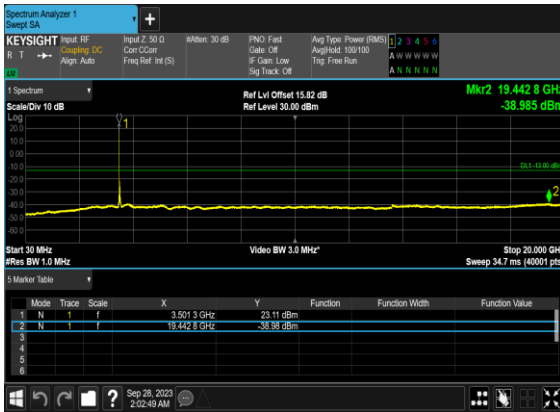 Spectrum Analyzer 1
Swept SA
+
KEYSIGHT
R T
Input: RF
Coupling: DC
Align: Auto
Input Z: 50 Ω
Corr CCorr
Freq Ref: Int (S)
#Atten: 30 dB
PNO: Fast
Gate: Off
IF Gain: Low
Sig Track: Off
Avg Type: Power (RMS)
Avg|Hold: 100/100
Trig: Free Run
1 2 3 4 5 6
A W W W W W
A N N N N N
1 Spectrum
Scale/Div 10 dB
Ref Lvl Offset 15.82 dB
Ref Level 30.00 dBm
Mkr2 19.442 8 GHz
-38.985 dBm
Log
20.0
10.0
0.00
-10.0
-20.0
-30.0
-40.0
-50.0
-60.0
1
DL1 -13.00 dBm
2
Start 30 MHz
#Res BW 1.0 MHz
Video BW 3.0 MHz*
Stop 20.000 GHz
Sweep 34.7 ms (40001 pts)
5 Marker Table
Mode Trace Scale X Y Function Function Width Function Value
1 N 1 f 3.501 3 GHz 23.11 dBm
2 N 1 f 19.442 8 GHz -38.98 dBm
3
4
5
6
?
Sep 28, 2023
2:02:49 AM